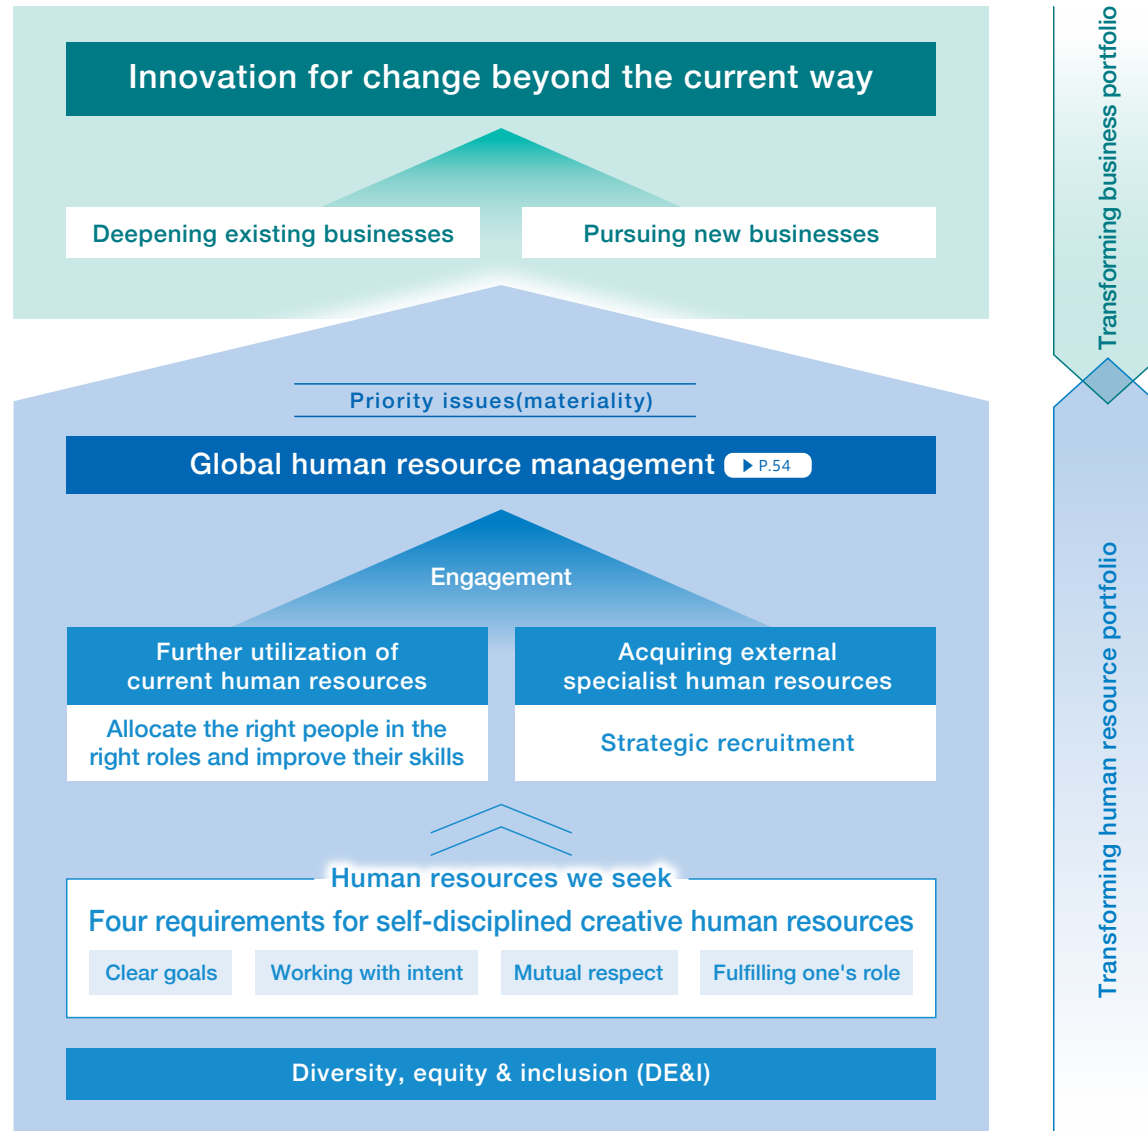 Innovation for change beyond the current way
Deepening existing businesses
Pursuing new businesses
Transforming business portfolio
Priority issues(materiality)
Global human resource management ▶ P.54
Engagement
Further utilization of
current human resources
Allocate the right people in the
right roles and improve their skills
Acquiring external
specialist human resources
Strategic recruitment
Human resources we seek
Four requirements for self-disciplined creative human resources
Clear goals
Working with intent
Mutual respect
Fulfilling one's role
Diversity, equity & inclusion (DE&I)
Transforming human resource portfolio